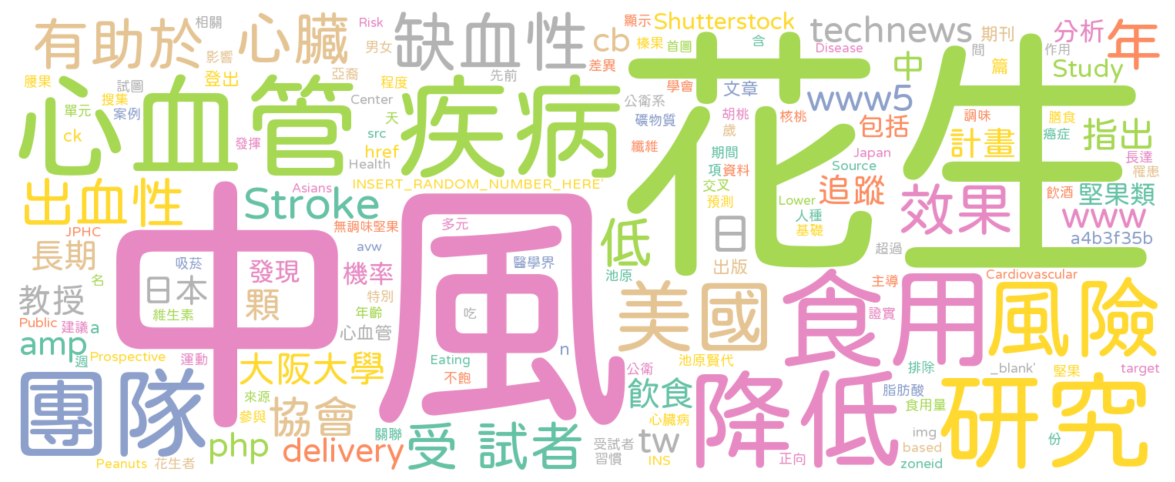 有助於 心臟 缺血性 cb 榛果 顯示 Shutterstock technews 期刊 分析 年
相關 影響 男女 差異 首圖 Risk 含 Disease 間 作用
腰果 登出 亞裔 程度 先前 學會 文章 中 篇 Study
心血管 疾病 花生
試圖 搜集 單元 案例 Center 天 公衛系 礦物質 胡桃 www5 核桃 調味 膳食
ck 發揮 src href Health 纖維 歲 期間 包括 計畫 癌症 指出
INSERT_RANDOM_NUMBER_HERE' 項 資料 Source Japan 長達 罹患
出血性 Asians Stroke 交叉 預測 Lower 追蹤 效果 飲酒 堅果類
JPHC 無調味堅果 多元 人種 基礎 www
長期 avw 低 日 超過 a4b3f35b
中風
名 吸菸 發現 機率 醫學界 池原 出版 主導 Cardiovascular
教授 日本 顆 特別 美國 食用 風險
Public 建議 a 維生素 年齡 心血管 吃 證實
amp 週 Prospective 運動 大阪大學 Eating n 池原賢代 排除 _blank' 堅果 target
團隊 來源 不飽 公衛 飲食 降低 脂肪酸 研究
參與 協會 食用量
php 關聯 受 試者 心臟病 tw img 份
Peanuts 花生者 delivery 受試者 習慣 INS 正向 based zoneid